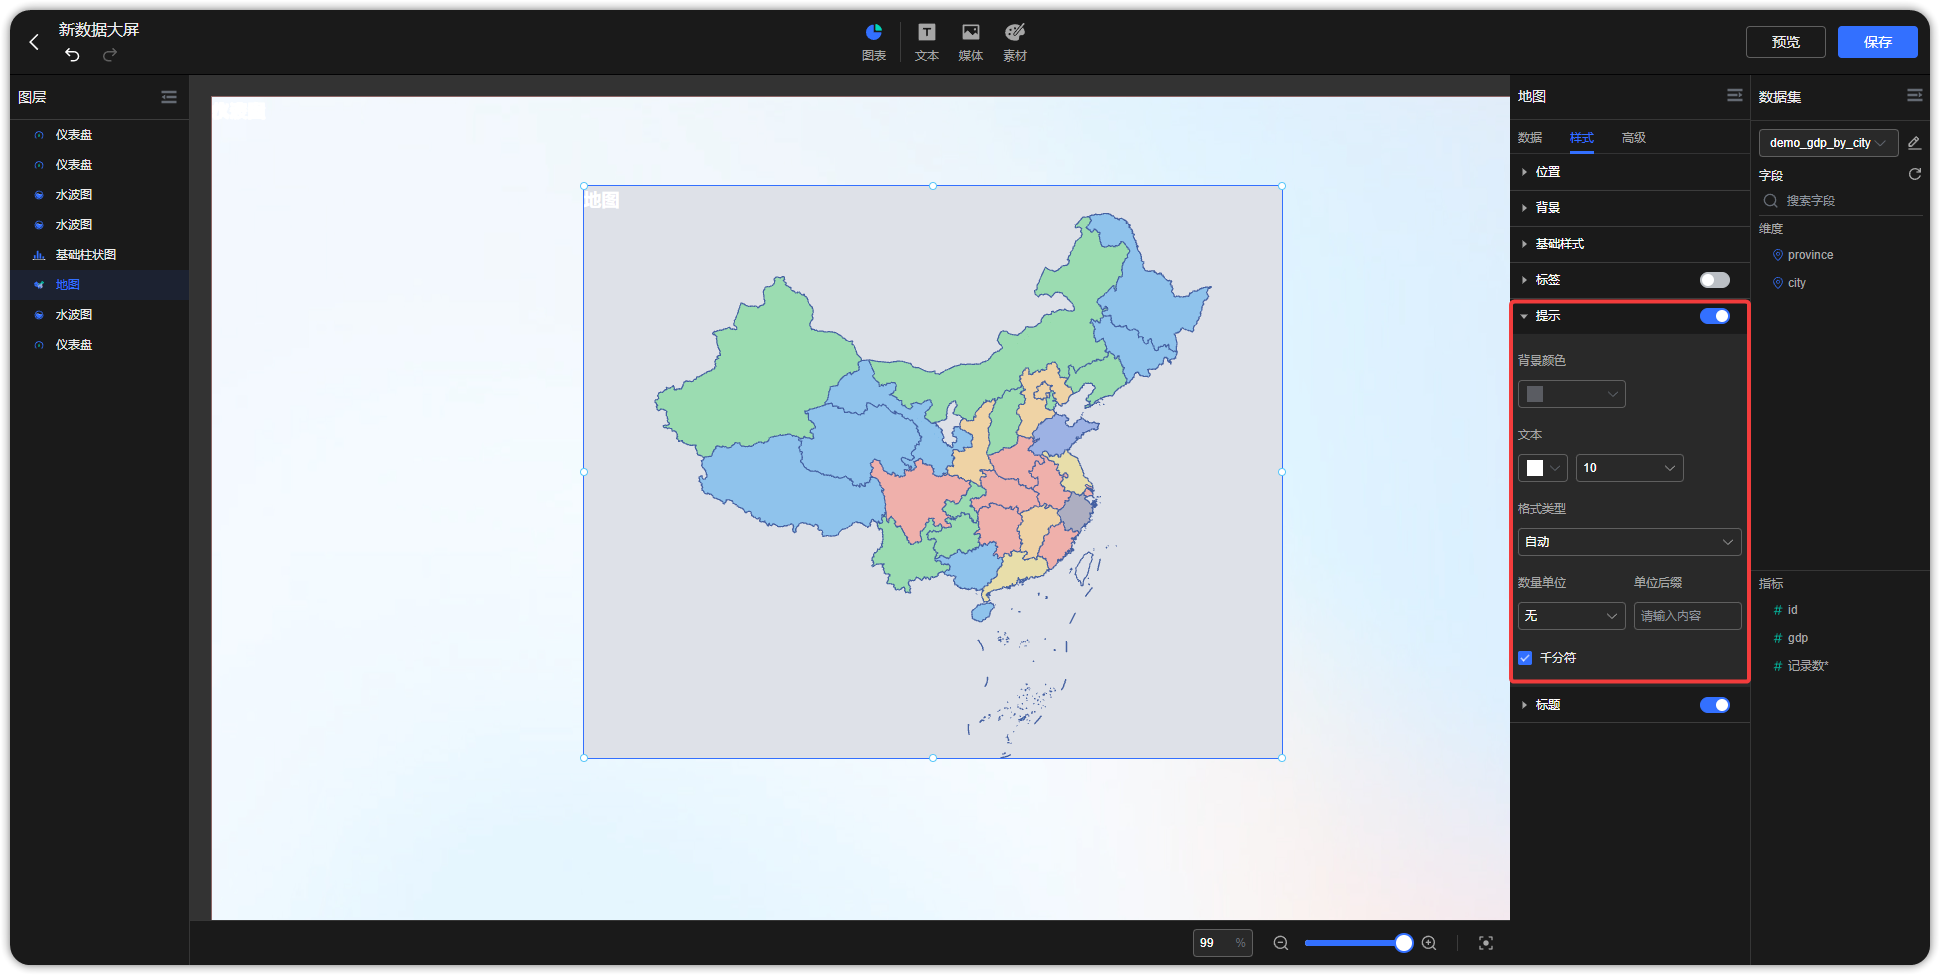 新数据大屏
图表
文本
媒体
素材
预览
保存
图层
仪表盘
仪表盘
水波图
水波图
基础柱状图
地图
水波图
仪表盘
地图
99 %
地图
数据 样式 高级
位置
背景
基础样式
标签
提示
背景颜色
文本
10
格式类型
自动
数量单位 单位后缀
无 请输入内容
千分符
标题
数据集
demo_gdp_by_city
字段
搜索字段
维度
province
city
指标
# id
# gdp
# 记录数*